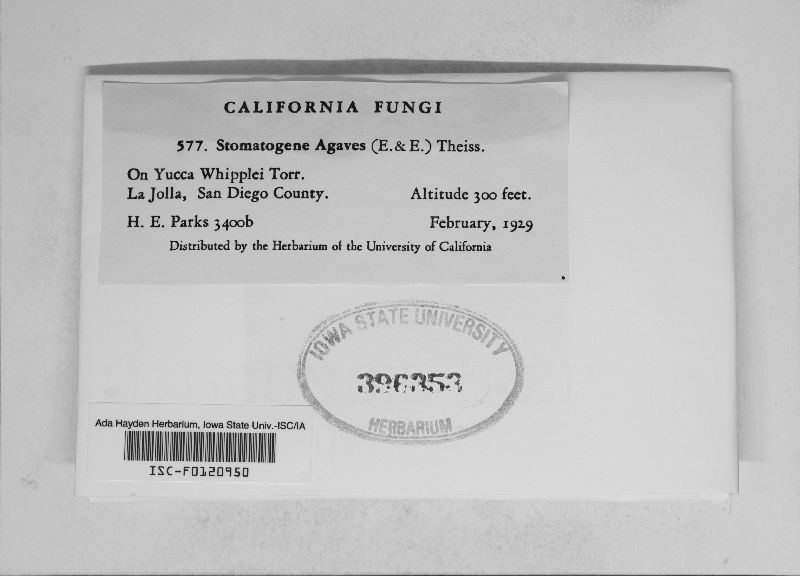 CALIFORNIA FUNGI
577. Stomatogene Agaves (E. & E.) Theiss.
On Yucca Whipplei Torr.
La Jolla, San Diego County. Altitude 300 feet.
H. E. Parks 3400b February, 1929
Distributed by the Herbarium of the University of California
IOWA STATE UNIVERSITY
396353
HERBARIUM
Ada Hayden Herbarium, Iowa State Univ.-ISC/IA
ISC-F0120950